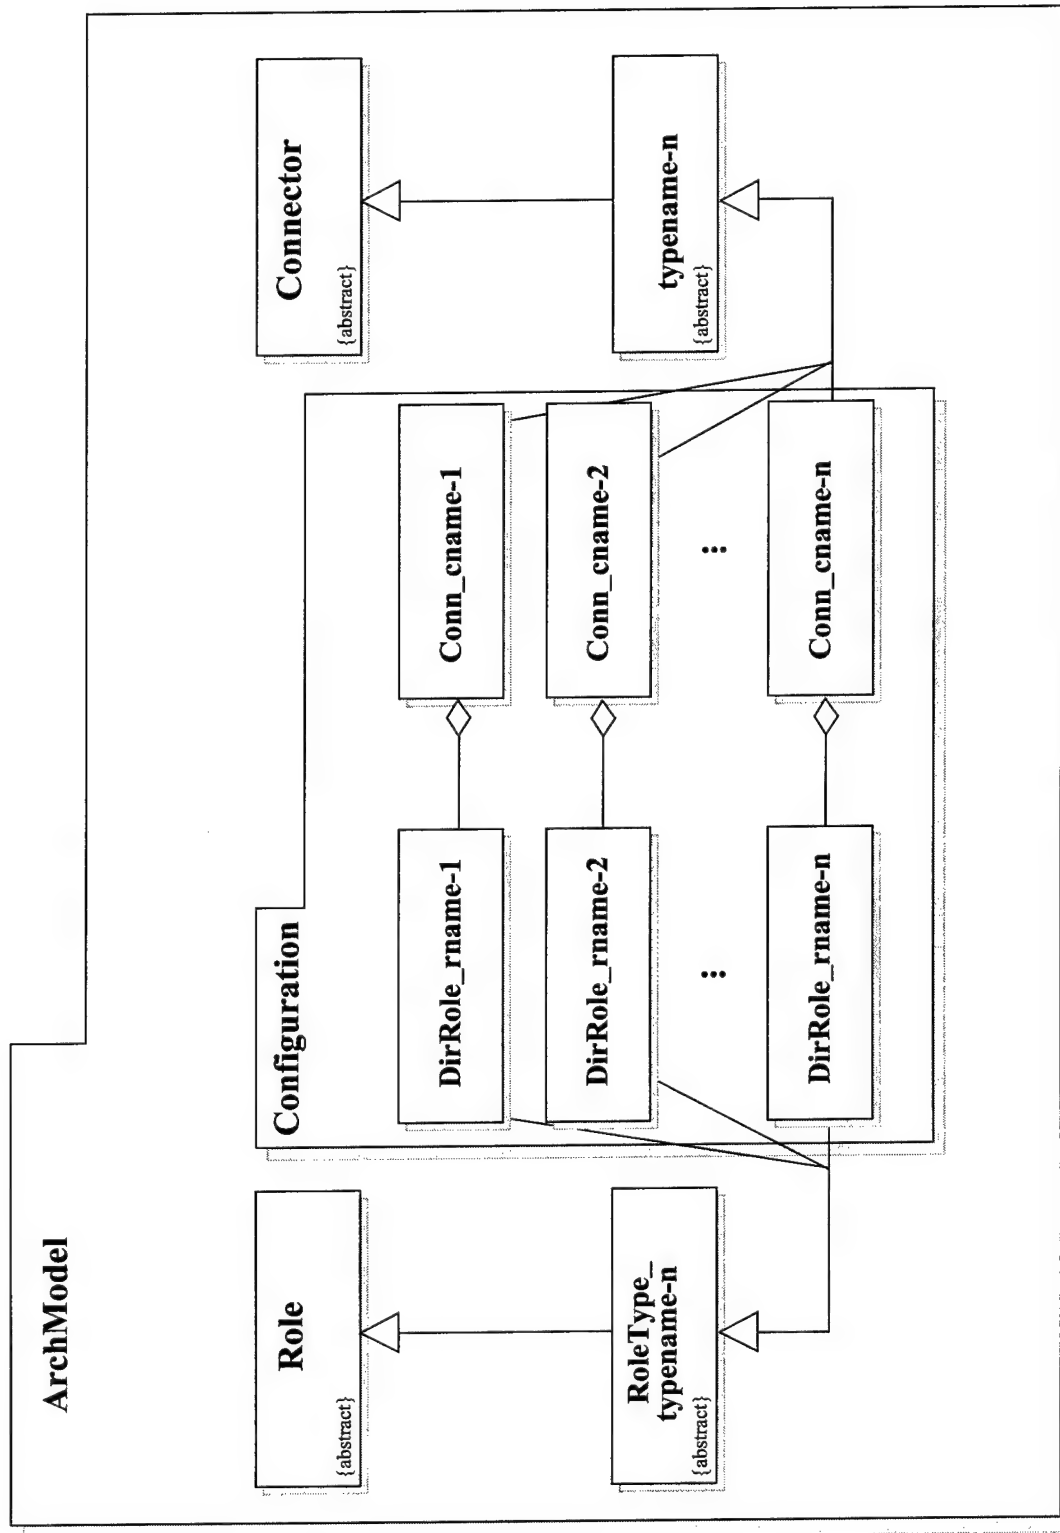 ArchModel
Role
{abstract}
Configuration
Connector
{abstract}
DirRole_rname-1
Conn_cname-1
DirRole_rname-2
Conn_cname-2
RoleType_
typename-n
{abstract}
typename-n
{abstract}
...
...
DirRole_rname-n
Conn_cname-n